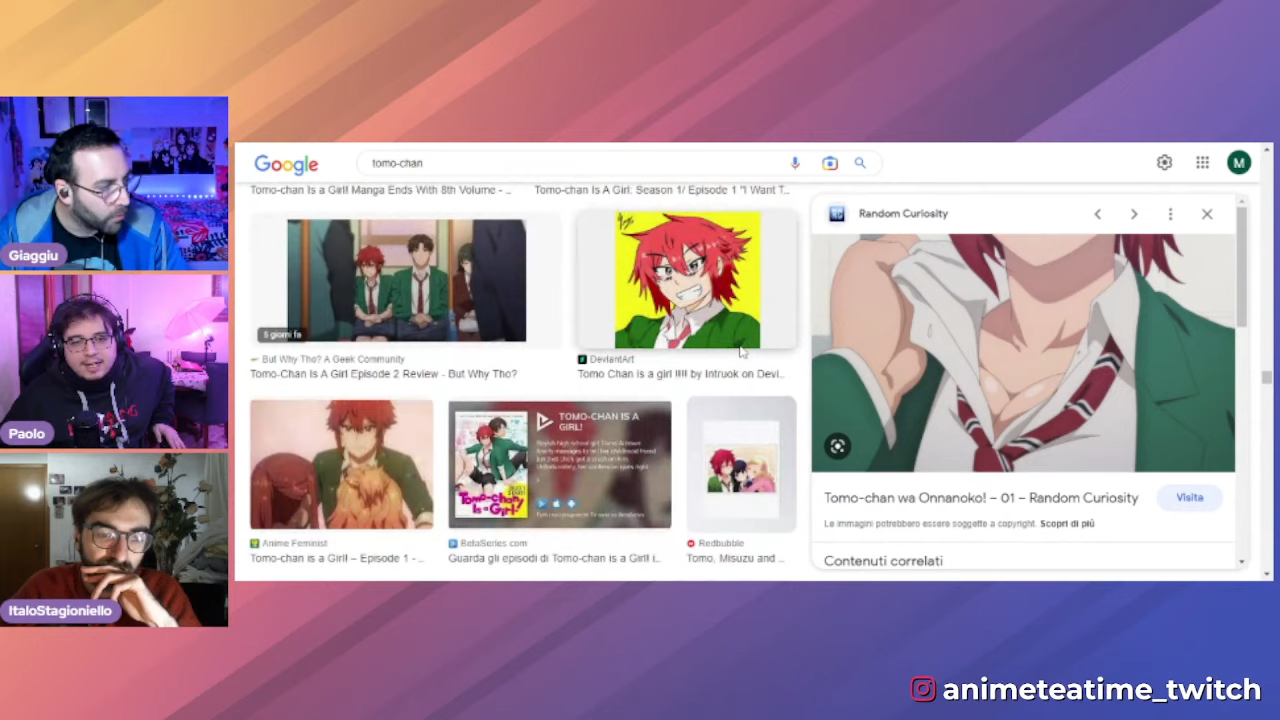 Google
tomo-chan
M
Tomo-chan Is a Girl! Manga Ends With 8th Volume - ...
Tomo-chan Is A Girl: Season 1/ Episode 1 "I Want T...
Random Curiosity
5 giorni fa
But Why Tho? A Geek Community
Tomo-Chan Is A Girl Episode 2 Review - But Why Tho?
DeviantArt
Tomo Chan is a girl !!!! by Intruok on Devi...
TOMO-CHAN IS A
GIRL!
Tomo-chan
Is a Girl!
Anime Feminist
Tomo-chan is a Girl! – Episode 1 - ...
BetaSeries.com
Guarda gli episodi di Tomo-chan is a Girl! i...
Redbubble
Tomo, Misuzu and ...
Tomo-chan wa Onnanoko! – 01 – Random Curiosity
Visita
Le immagini potrebbero essere soggette a copyright. Scopri di più
Contenuti correlati
Giaggiu
Paolo
ItaloStagioniello
animeteatime_twitch